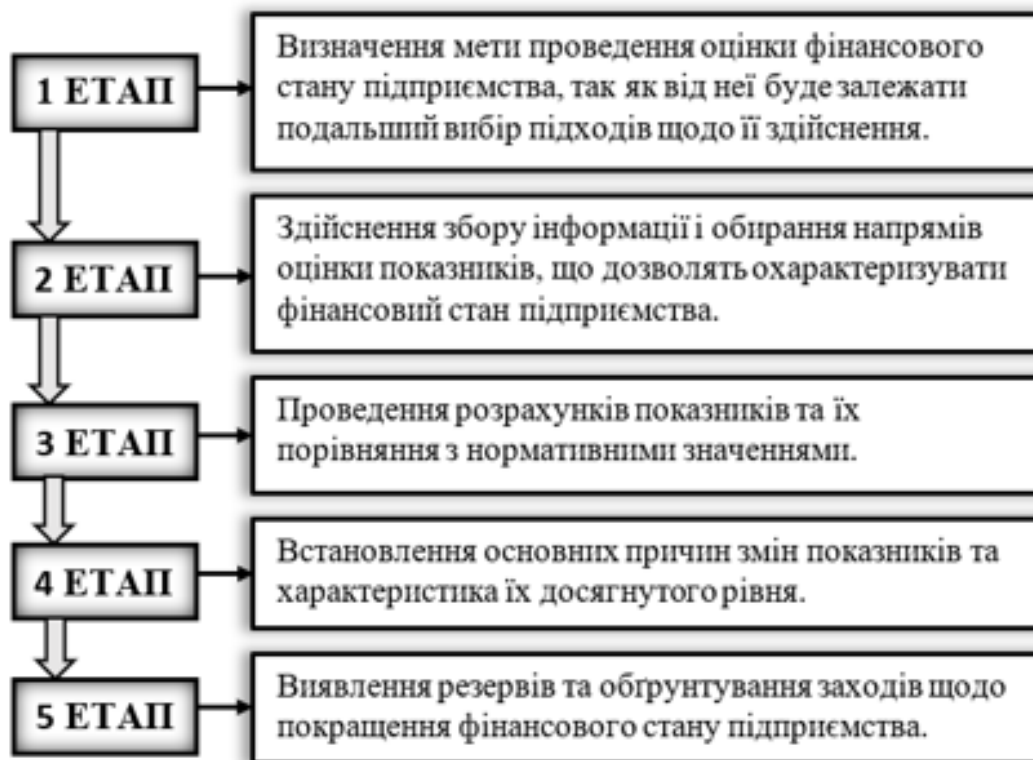 1 ЕТАП
Визначення мети проведення оцінки фінансового
стану підприємства, так як від неї буде залежати
подальший вибір підходів щодо її здійснення.
2 ЕТАП
Здійснення збору інформації і обирання напрямів
оцінки показників, що дозволять охарактеризувати
фінансовий стан підприємства.
3 ЕТАП
Проведення розрахунків показників та їх
порівняння з нормативними значеннями.
4 ЕТАП
Встановлення основних причин змін показників та
характеристика їх досягнутого рівня.
5 ЕТАП
Виявлення резервів та обґрунтування заходів щодо
покращення фінансового стану підприємства.